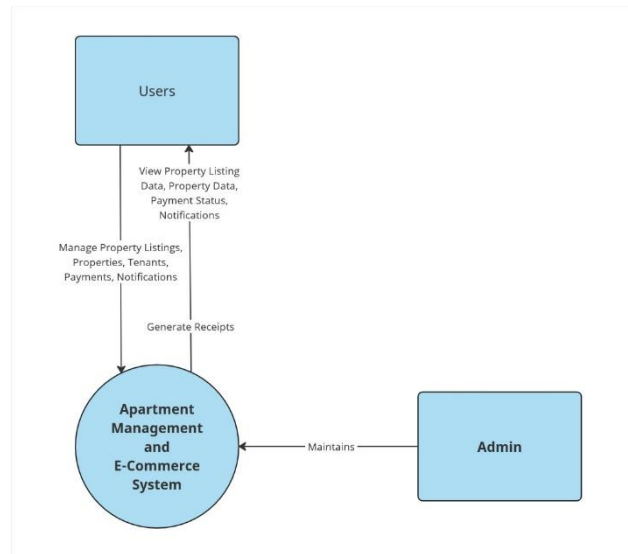 Users
View Property Listing
Data, Property Data,
Payment Status,
Notifications
Manage Property Listings,
Properties, Tenants,
Payments, Notifications
Generate Receipts
Apartment
Management
and
E-Commerce
System
Maintains
Admin